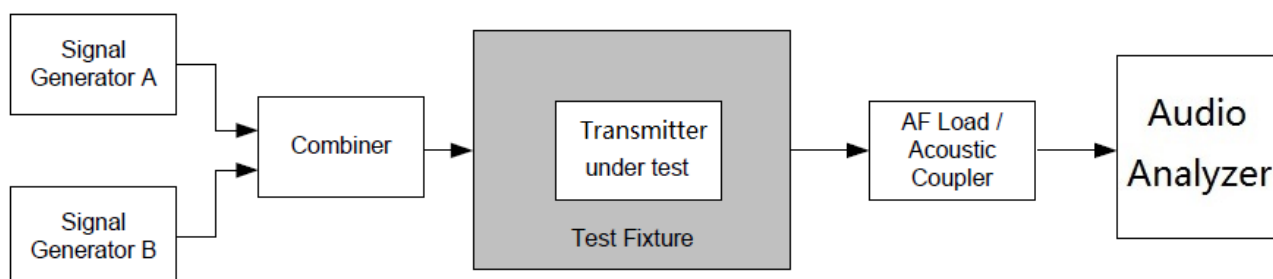 Signal
Generator A
Signal
Generator B
Combiner
Transmitter
under test
Test Fixture
AF Load /
Acoustic
Coupler
Audio
Analyzer